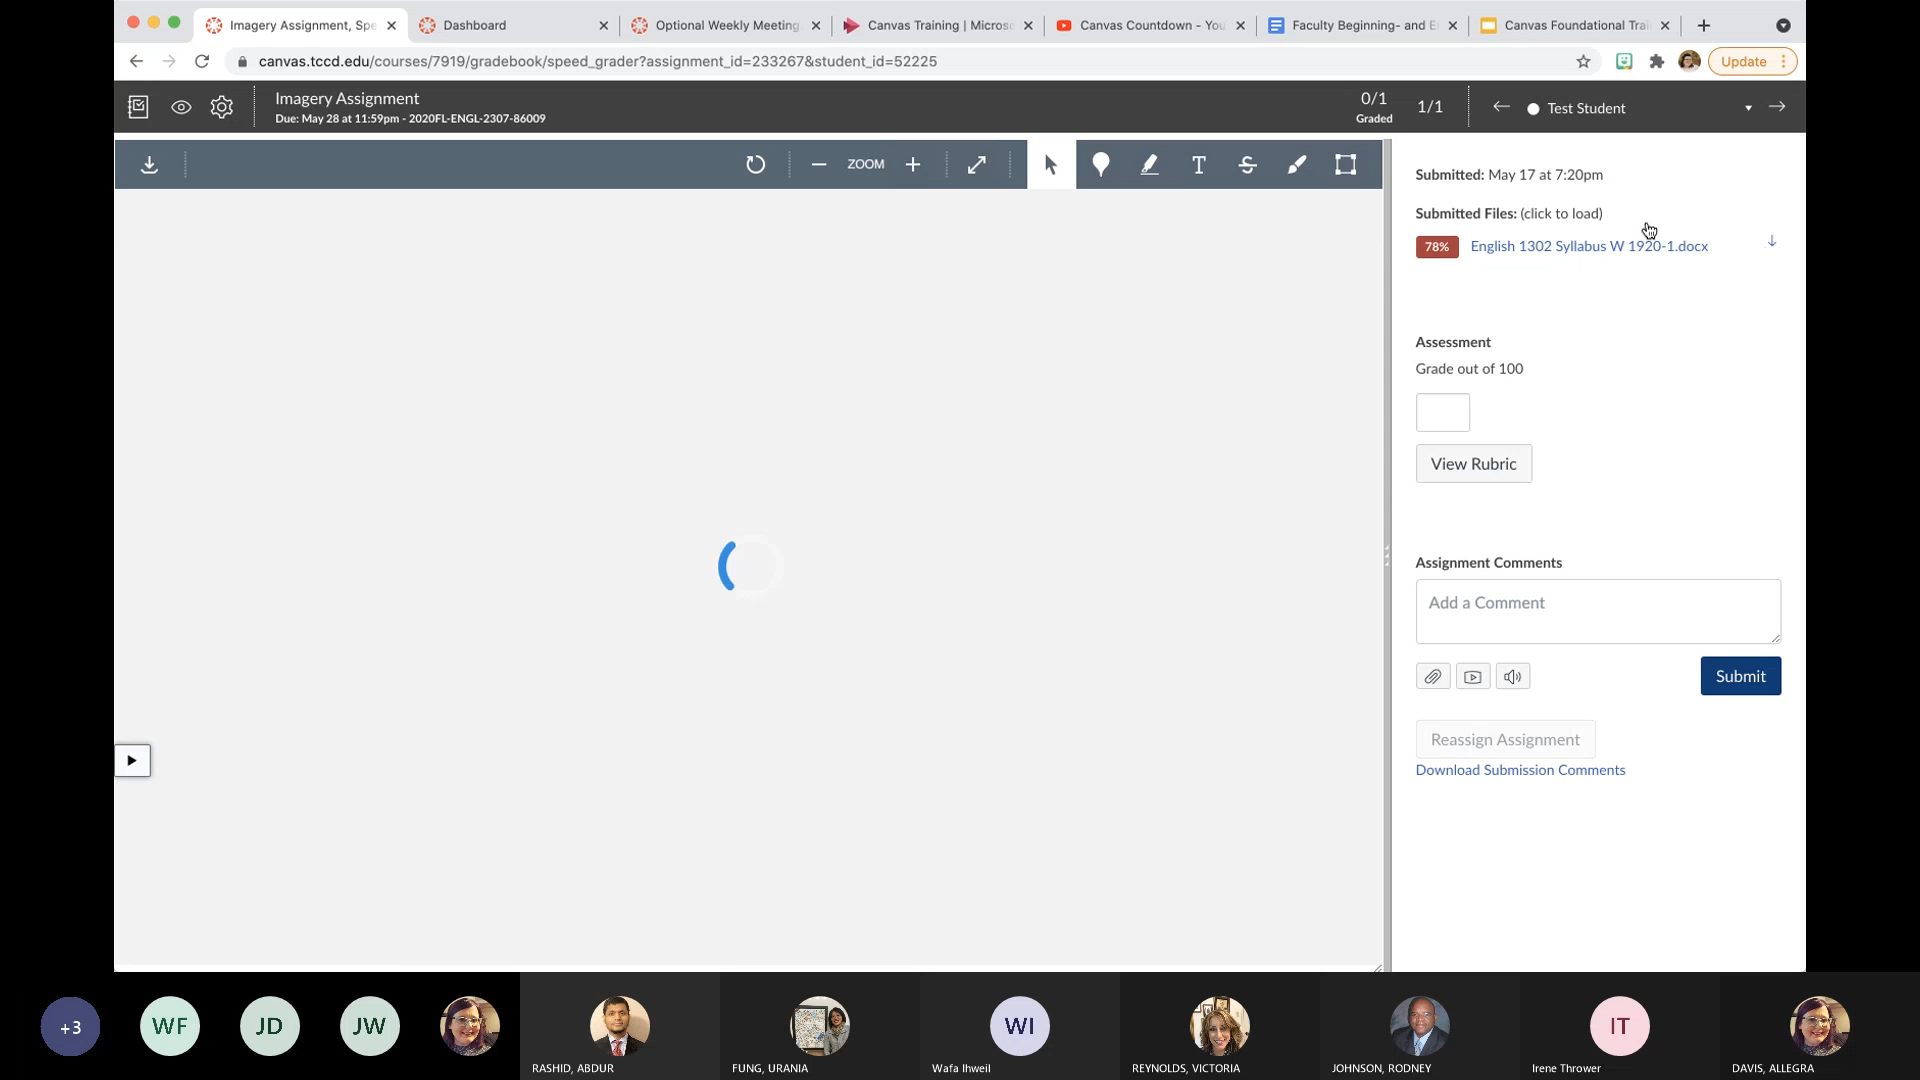 Imagery Assignment, Spe
Dashboard
Optional Weekly Meeting
Canvas Training | Microso
Canvas Countdown - You
Faculty Beginning- and E
Canvas Foundational Trai
canvas.tccd.edu/courses/7919/gradebook/speed_grader?assignment_id=233267&student_id=52225
Update
Imagery Assignment
Due: May 28 at 11:59pm - 2020FL-ENGL-2307-86009
0/1
Graded
1/1
Test Student
ZOOM
T
S
Submitted: May 17 at 7:20pm
Submitted Files: (click to load)
78% English 1302 Syllabus W 1920-1.docx
Assessment
Grade out of 100
View Rubric
Assignment Comments
Add a Comment
Submit
Reassign Assignment
Download Submission Comments
+3
WF
JD
JW
WI
IT
RASHID, ABDUR
FUNG, URANIA
Wafa Ihweil
REYNOLDS, VICTORIA
JOHNSON, RODNEY
Irene Thrower
DAVIS, ALLEGRA